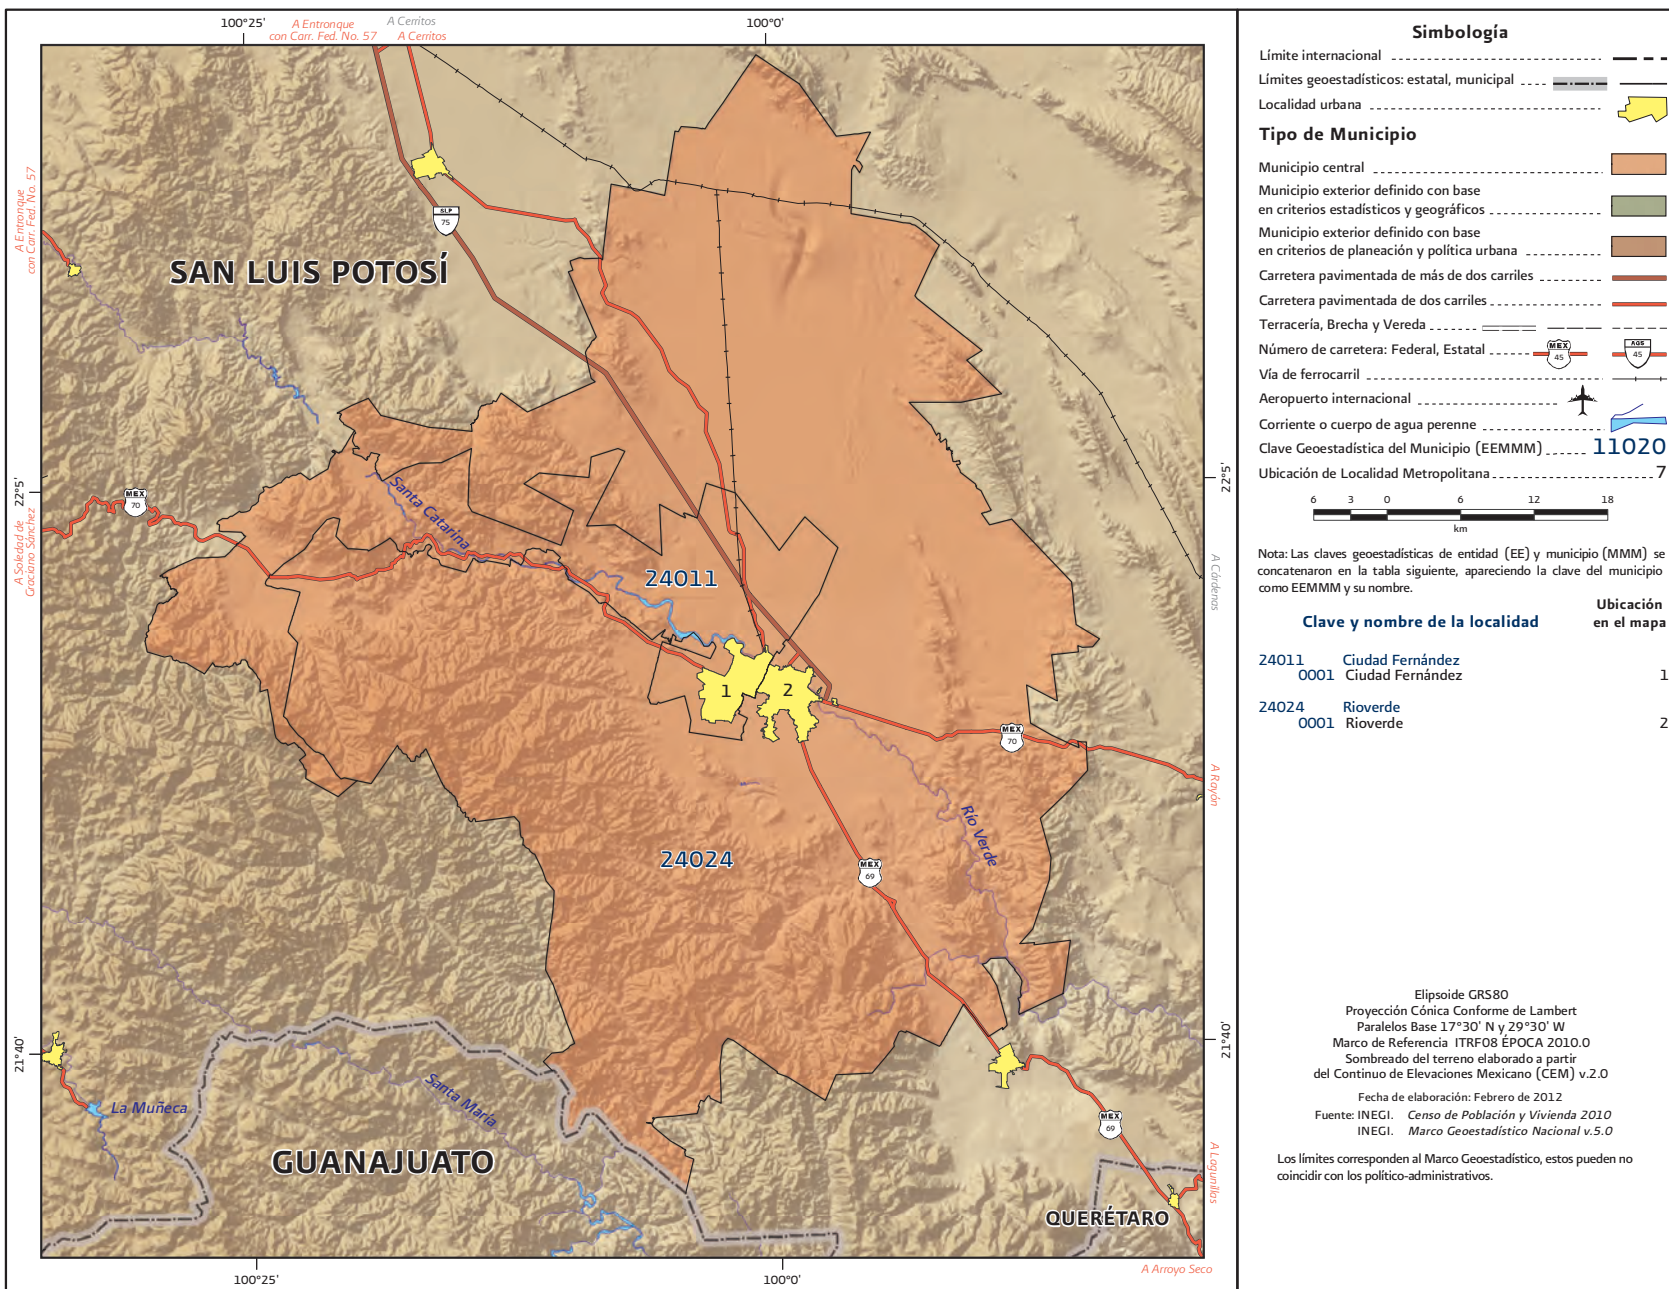 100°25'
A Entronque
con Carr. Fed. No. 57
A Cerritos
A Cerritos
100°0'
A Entronque
con Carr. Fed. No. 57
SLP
75
SAN LUIS POTOSÍ
22°5'
22°5'
MEX
70
A Soledad de
Graciano Sánchez
Santa Catarina
24011
A Cárdenas
1
2
MEX
70
A Rayón
Río Verde
24024
MEX
69
21°40'
21°40'
La Muñeca
Santa María
MEX
69
GUANAJUATO
A Lagunillas
QUERÉTARO
A Arroyo Seco
100°25'
100°0'
Simbología
Límite internacional
Límites geoestadísticos: estatal, municipal
Localidad urbana
Tipo de Municipio
Municipio central
Municipio exterior definido con base
en criterios estadísticos y geográficos
Municipio exterior definido con base
en criterios de planeación y política urbana
Carretera pavimentada de más de dos carriles
Carretera pavimentada de dos carriles
Terracería, Brecha y Vereda
Número de carretera: Federal, Estatal
MEX
45
AGS
45
Vía de ferrocarril
Aeropuerto internacional
Corriente o cuerpo de agua perenne
Clave Geoestadística del Municipio (EEMMM) 11020
Ubicación de Localidad Metropolitana 7
6 3 0 6 12 18
km
Nota: Las claves geoestadísticas de entidad (EE) y municipio (MMM) se
concatenaron en la tabla siguiente, apareciendo la clave del municipio
como EEMMM y su nombre.
Clave y nombre de la localidad
Ubicación
en el mapa
24011 Ciudad Fernández
0001 Ciudad Fernández 1
24024 Rioverde
0001 Rioverde 2
Elipsoide GRS80
Proyección Cónica Conforme de Lambert
Paralelos Base 17°30' N y 29°30' W
Marco de Referencia ITRF08 ÉPOCA 2010.0
Sombreado del terreno elaborado a partir
del Continuo de Elevaciones Mexicano (CEM) v.2.0
Fecha de elaboración: Febrero de 2012
Fuente: INEGI. Censo de Población y Vivienda 2010
INEGI. Marco Geoestadístico Nacional v.5.0
Los límites corresponden al Marco Geoestadístico, estos pueden no
coincidir con los político-administrativos.